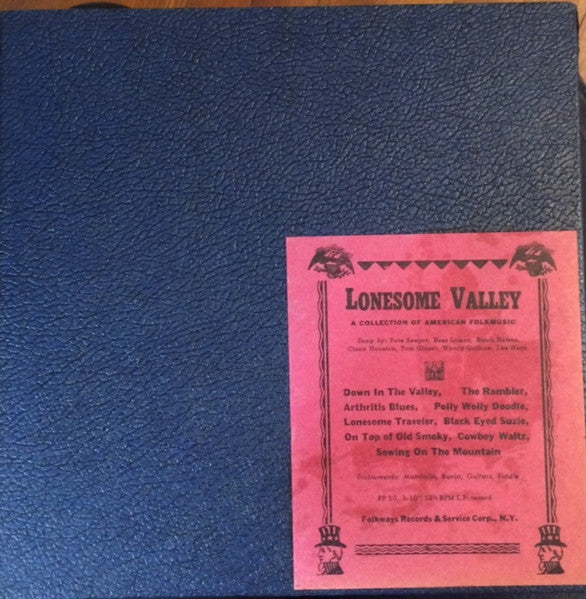 LONESOME VALLEY
A COLLECTION OF AMERICAN FOLKMUSIC
Sung by: Pete Seeger, Bess Lomax, Butch Hawes,
Cisco Houston, Tom Glazer, Woody Guthrie, Lee Hays.
Down In The Valley, The Rambler,
Arthritis Blues, Polly Wolly Doodle,
Lonesome Traveler, Black Eyed Suzie,
On Top of Old Smoky, Cowboy Waltz,
Sowing On The Mountain
Instruments: Mandolin, Banjo, Guitars, Fiddle
FP 10, 1-10" 33⅓ RPM L.P. record
Folkways Records & Service Corp., N.Y.